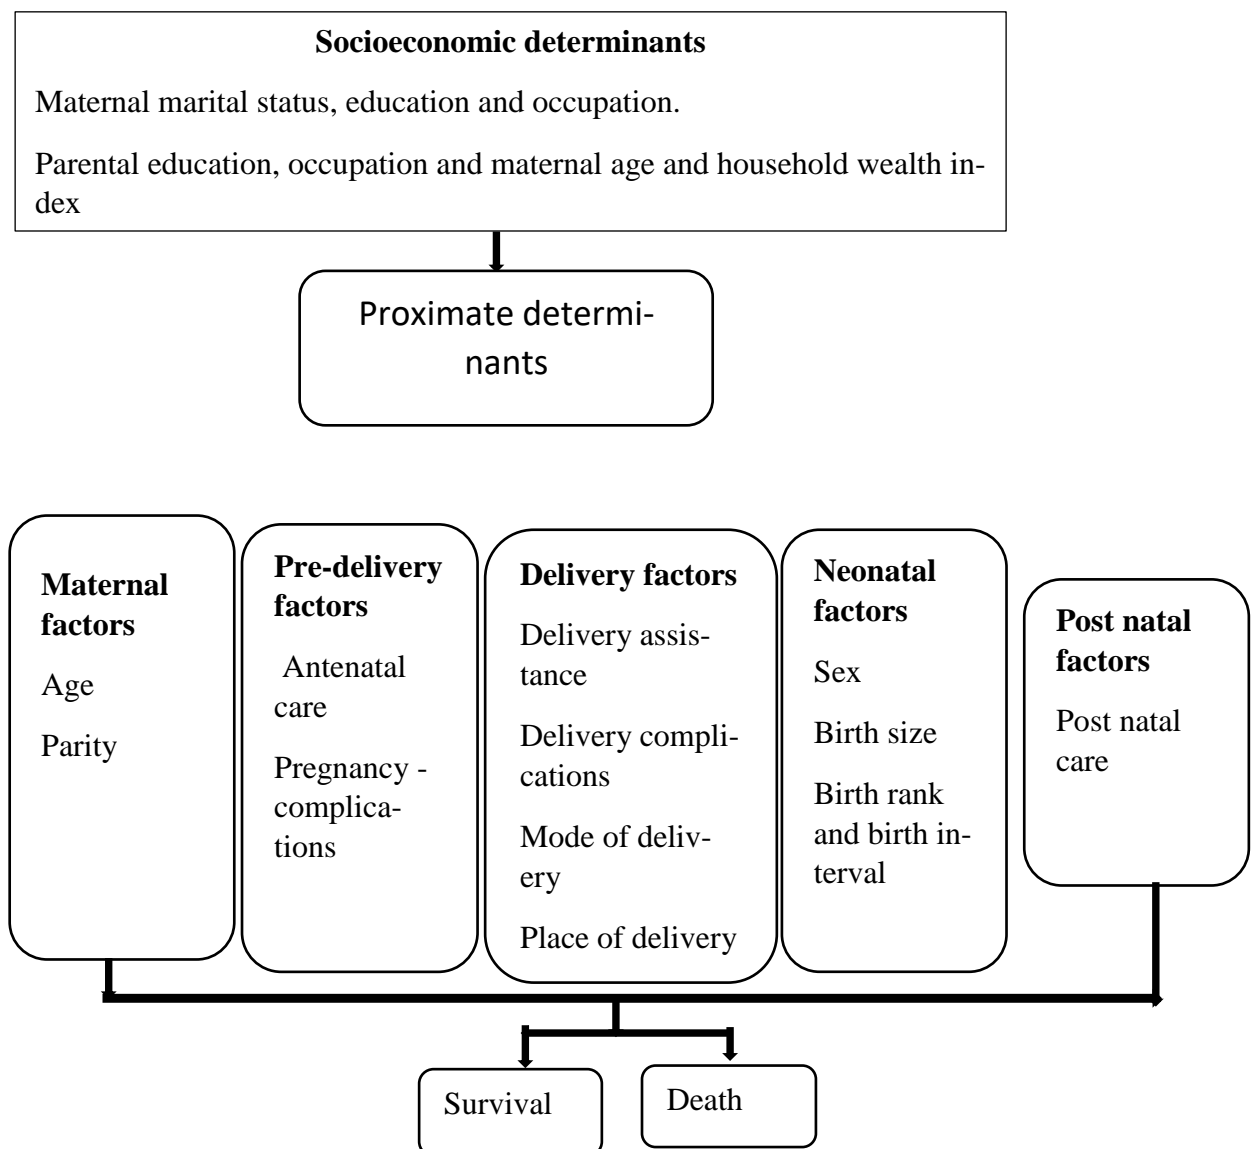 Socioeconomic determinants
Maternal marital status, education and occupation.
Parental education, occupation and maternal age and household wealth in-
dex
Proximate determi-
nants
Maternal
factors
Age
Parity
Pre-delivery
factors
Antenatal
care
Pregnancy -
complica-
tions
Delivery factors
Delivery assis-
tance
Delivery compli-
cations
Mode of deliv-
ery
Place of delivery
Neonatal
factors
Sex
Birth size
Birth rank
and birth in-
terval
Post natal
factors
Post natal
care
Survival
Death